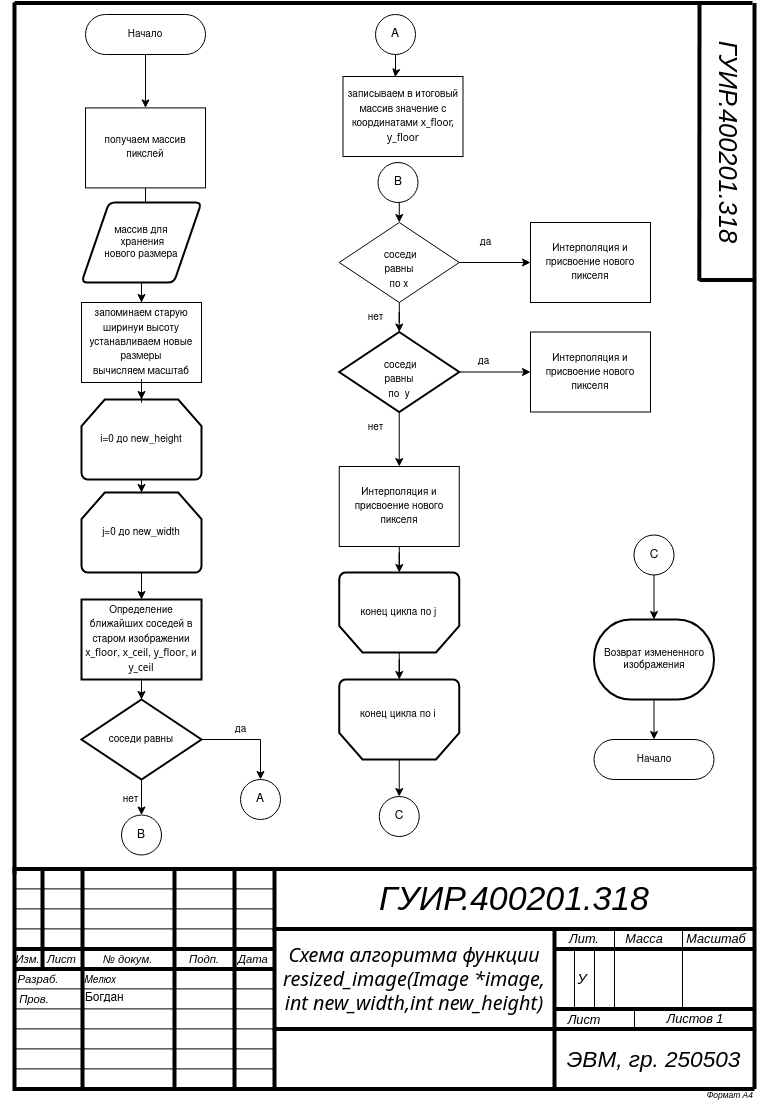 Начало
получаем массив
пикслей
массив для
хранения
нового размера
запоминаем старую
ширинуи высоту
устанавливаем новые
размеры
вычисляем масштаб
i=0 до new_height
j=0 до new_width
Определение
ближайших соседей в
старом изображении
x_floor, x_ceil, y_floor, и
y_ceil
соседи равны
да
нет
A
B
A
записываем в итоговый
массив значение с
координатами x_floor,
y_floor
B
соседи
равны
по x
да
Интерполяция и
присвоение нового
пикселя
нет
соседи
равны
по y
да
Интерполяция и
присвоение нового
пикселя
нет
Интерполяция и
присвоение нового
пикселя
конец цикла по j
конец цикла по i
C
C
Возврат измененного
изображения
Начало
ГУИР.400201.318
ГУИР.400201.318
Изм. Лист № докум. Подп. Дата
Разраб. Мелюх
Пров. Богдан
Схема алгоритма функции
resized_image(Image *image,
int new_width,int new_height)
Лит. Масса Масштаб
У
Лист Листов 1
ЭВМ, гр. 250503
Формат А4